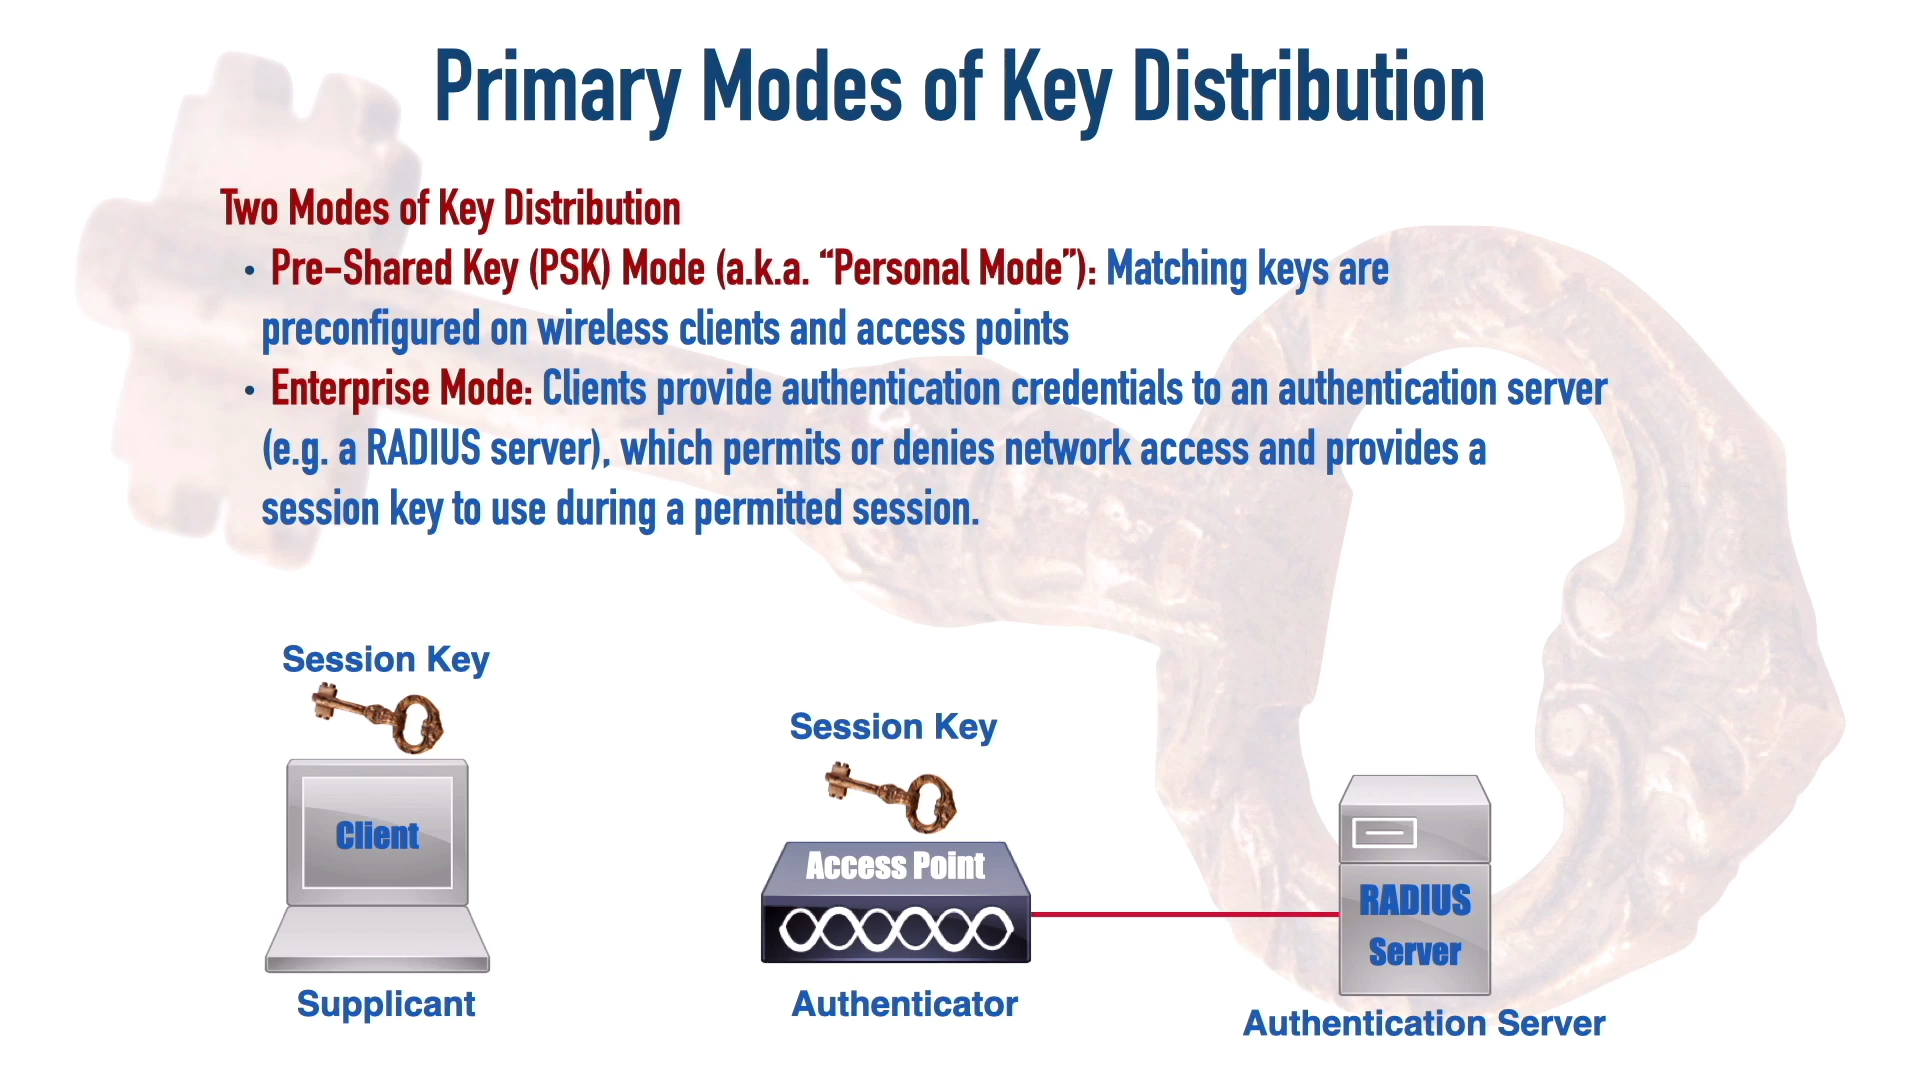 Primary Modes of Key Distribution
Two Modes of Key Distribution
• Pre-Shared Key (PSK) Mode (a.k.a. “Personal Mode”): Matching keys are
preconfigured on wireless clients and access points
• Enterprise Mode: Clients provide authentication credentials to an authentication server
(e.g. a RADIUS server), which permits or denies network access and provides a
session key to use during a permitted session.
Session Key
Session Key
Client
Access Point
RADIUS
Server
Supplicant
Authenticator
Authentication Server